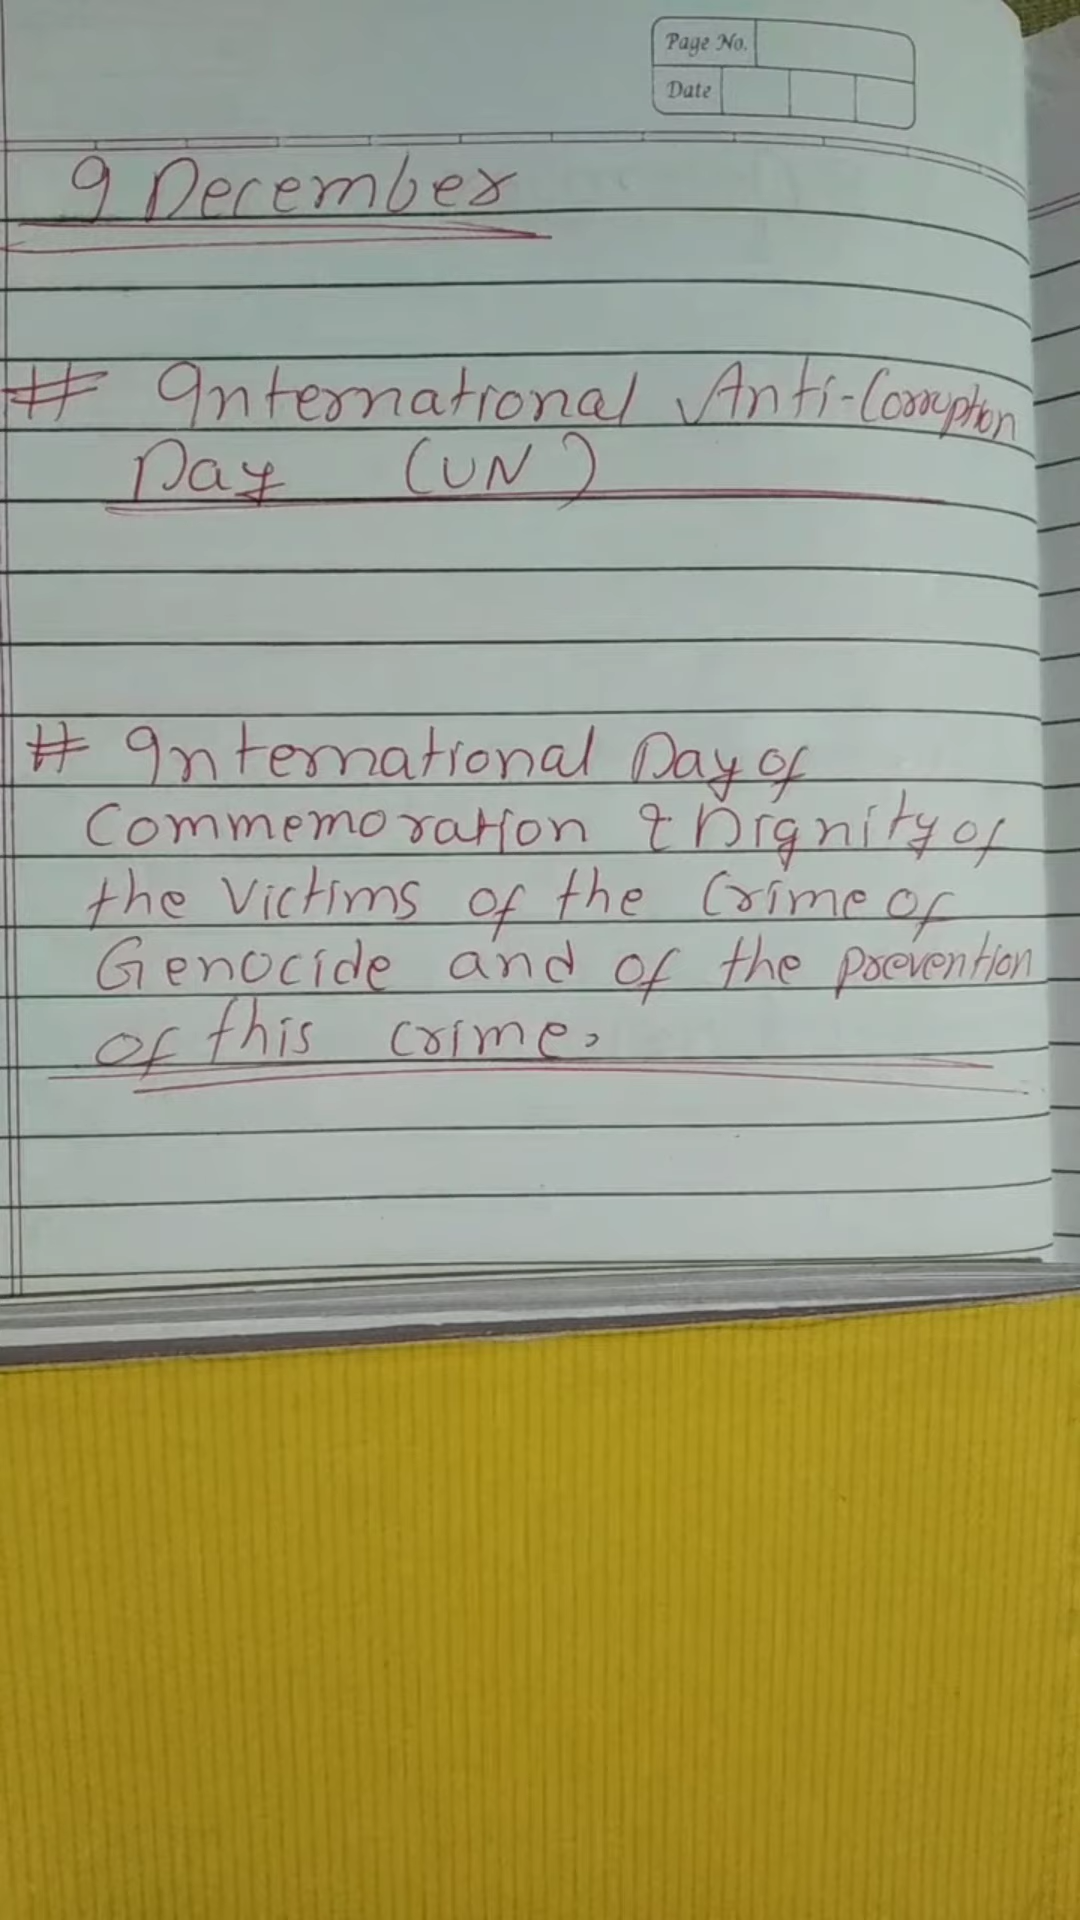 Page No.
Date
9 December
# International Anti-Corruption
Day (UN)
# International Day of
Commemoration & Dignity of
the Victims of the Crime of
Genocide and of the prevention
of this crime.